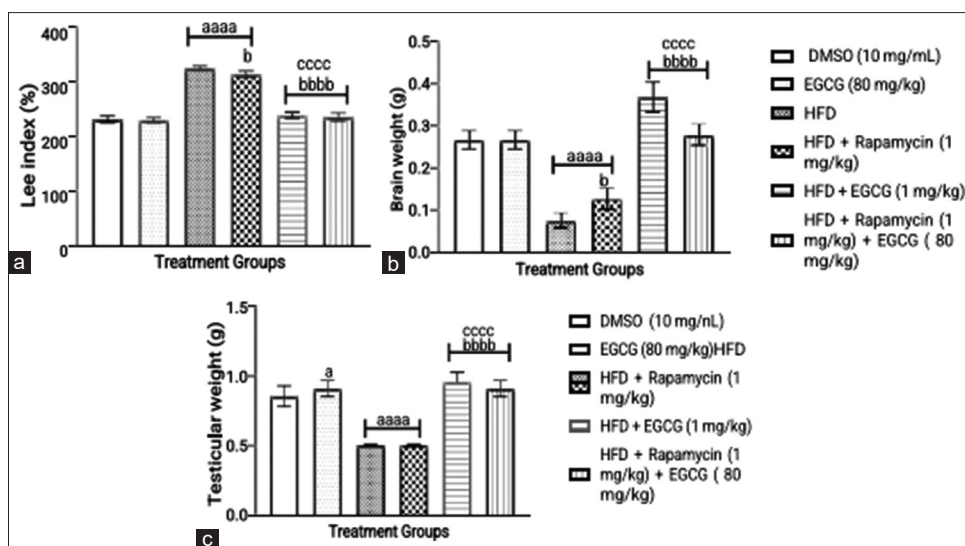 400
300
200
100
0
Lee index (%)
aaaa
b
cccc
bbbb
Treatment Groups
a
0.6
0.4
0.3
0.2
0.1
0.0
Brain weight (g)
aaaa
b
cccc
bbbb
Treatment Groups
b
DMSO (10 mg/mL)
EGCG (80 mg/kg)
HFD
HFD + Rapamycin (1
mg/kg)
HFD + EGCG (1 mg/kg)
HFD + Rapamycin (1
mg/kg) + EGCG ( 80
mg/kg)
1.5
1.0
0.5
0.0
Testicular weight (g)
a
aaaa
cccc
bbbb
Treatment Groups
c
DMSO (10 mg/nL)
EGCG (80 mg/kg)HFD
HFD + Rapamycin (1
mg/kg)
HFD + EGCG (1 mg/kg)
HFD + Rapamycin (1
mg/kg) + EGCG ( 80
mg/kg)